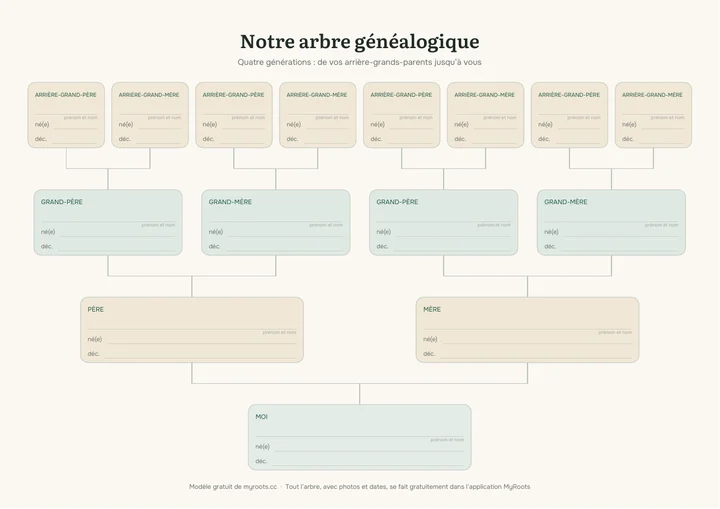 Notre arbre généalogique
Quatre générations : de vos arrière-grands-parents jusqu'à vous
ARRIÈRE-GRAND-PÈRE ARRIÈRE-GRAND-MÈRE ARRIÈRE-GRAND-PÈRE ARRIÈRE-GRAND-MÈRE ARRIÈRE-GRAND-PÈRE ARRIÈRE-GRAND-MÈRE ARRIÈRE-GRAND-PÈRE ARRIÈRE-GRAND-MÈRE
prénom et nom prénom et nom prénom et nom prénom et nom prénom et nom prénom et nom prénom et nom prénom et nom
né(e) né(e) né(e) né(e) né(e) né(e) né(e) né(e)
déc. déc. déc. déc. déc. déc. déc. déc.
GRAND-PÈRE GRAND-MÈRE GRAND-PÈRE GRAND-MÈRE
prénom et nom prénom et nom prénom et nom prénom et nom
né(e) né(e) né(e) né(e)
déc. déc. déc. déc.
PÈRE MÈRE
prénom et nom prénom et nom
né(e) né(e)
déc. déc.
MOI
prénom et nom
né(e)
déc.
Modèle gratuit de myroots.cc · Tout l'arbre, avec photos et dates, se fait gratuitement dans l'application MyRoots